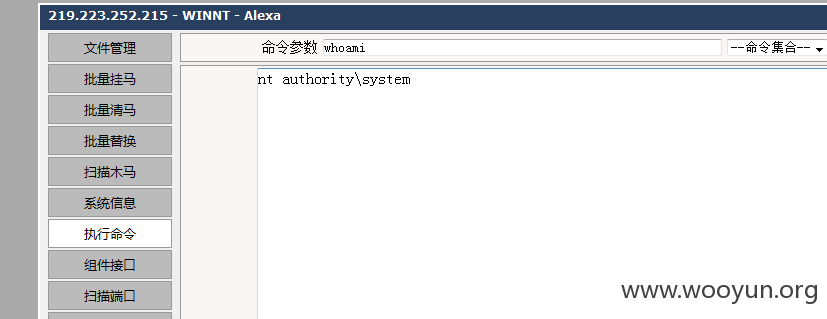 219.223.252.215 - WINNT - Alexa
文件管理
命令参数 whoami --命令集合--
批量挂马
nt authority\system
批量清马
批量替换
扫描木马
系统信息
执行命令
组件接口
扫描端口
www.wooyun.org